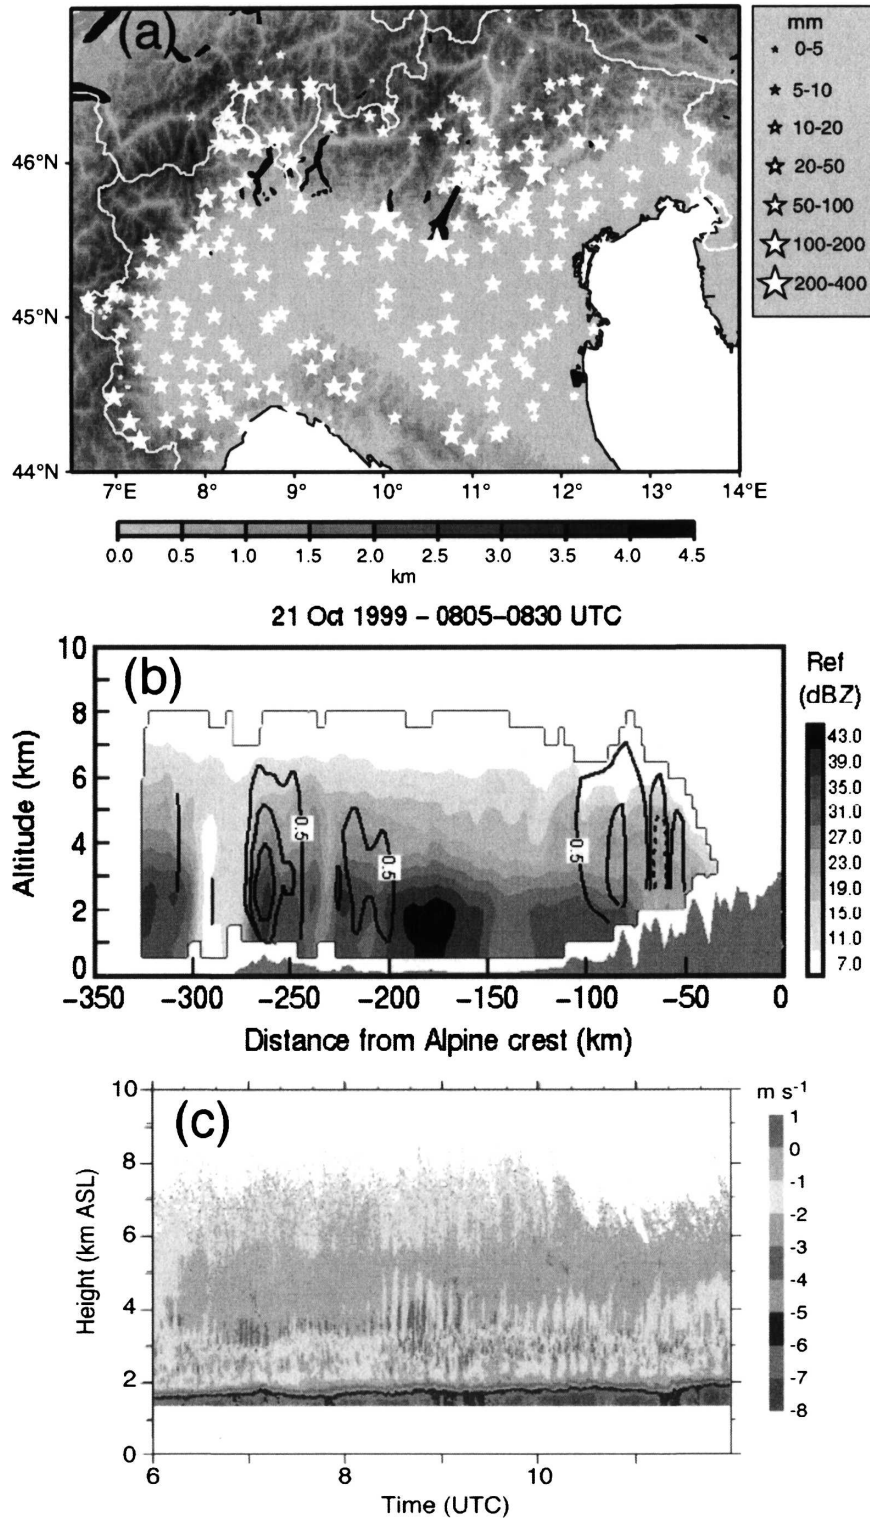 (a)
mm
0-5
5-10
10-20
20-50
50-100
100-200
200-400
46°N
45°N
44°N
7°E 8° 9° 10° 11° 12° 13° 14°E
0.0 0.5 1.0 1.5 2.0 2.5 3.0 3.5 4.0 4.5
km
21 Oct 1999 – 0805–0830 UTC
(b)
Altitude (km)
10
8
6
4
2
0
0.5
0.5
0.5
−350 −300 −250 −200 −150 −100 −50 0
Distance from Alpine crest (km)
Ref
(dBZ)
43.0
39.0
35.0
31.0
27.0
23.0
19.0
15.0
11.0
7.0
(c)
Height (km ASL)
10
8
6
4
2
0
6 8 10
Time (UTC)
m s⁻¹
1
0
-1
-2
-3
-4
-5
-6
-7
-8